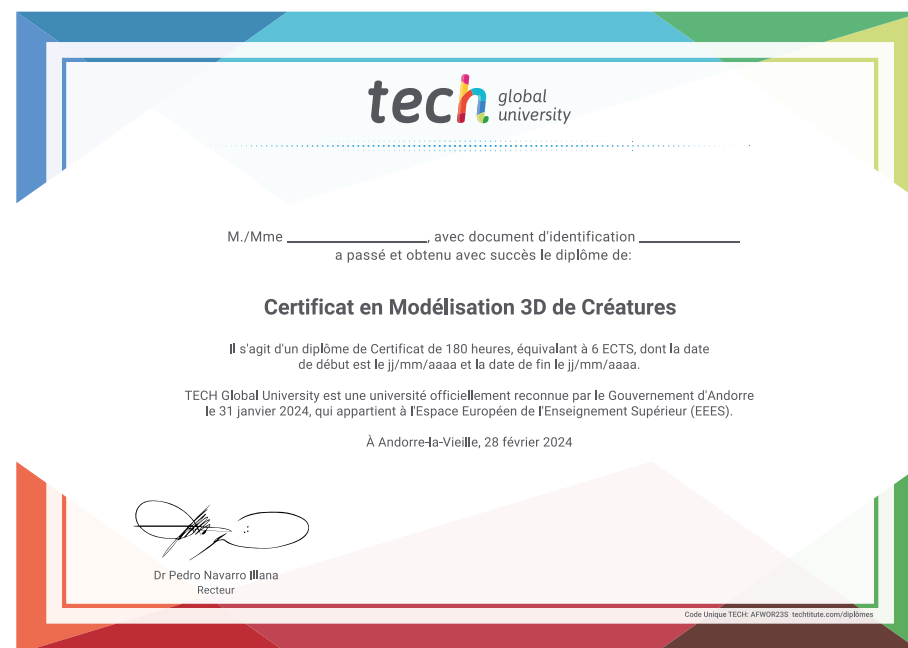 tech global university
M./Mme ____________________, avec document d'identification ______________
a passé et obtenu avec succès le diplôme de:
Certificat en Modélisation 3D de Créatures
Il s'agit d'un diplôme de Certificat de 180 heures, équivalant à 6 ECTS, dont la date
de début est le jj/mm/aaaa et la date de fin le jj/mm/aaaa.
TECH Global University est une université officiellement reconnue par le Gouvernement d'Andorre
le 31 janvier 2024, qui appartient à l'Espace Européen de l'Enseignement Supérieur (EEES).
À Andorre-la-Vieille, 28 février 2024
Dr Pedro Navarro Illana
Recteur
Code Unique TECH: AFWOR23S techtitute.com/diplômes